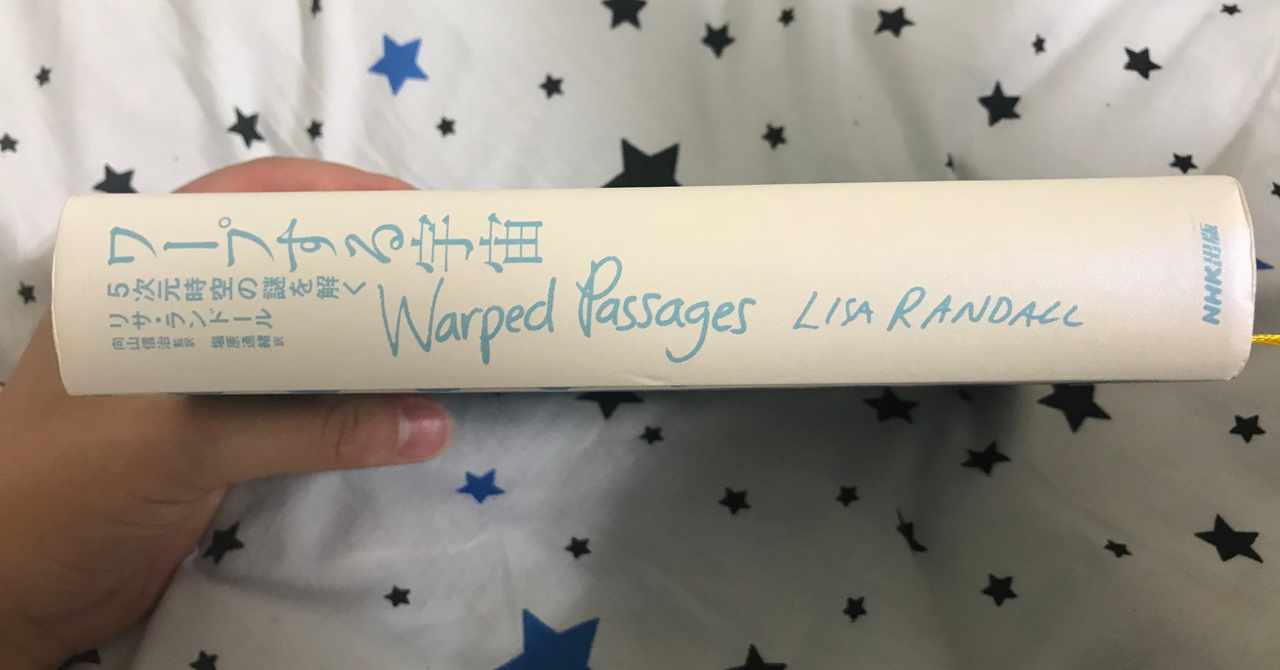 ワープする宇宙
5次元時空の謎を解く
リサ・ランドール
向山信治 監訳 塩原通緒 訳
Warped Passages LISA RANDALL
NHK出版